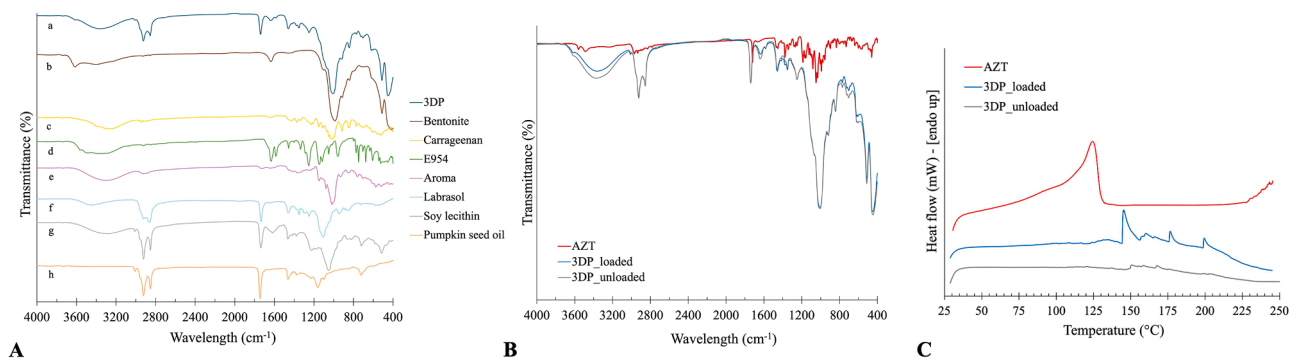 a
b
c
d
e
f
g
h
3DP
Bentonite
Carrageenan
E954
Aroma
Labrasol
Soy lecithin
Pumpkin seed oil
Transmittance (%)
4000 3600 3200 2800 2400 2000 1600 1200 800 400
Wavelength (cm⁻¹)
A
Transmittance (%)
AZT
3DP_loaded
3DP_unloaded
4000 3600 3200 2800 2400 2000 1600 1200 800 400
Wavelength (cm⁻¹)
B
Heat flow (mW) - [endo up]
AZT
3DP_loaded
3DP_unloaded
25 50 75 100 125 150 175 200 225 250
Temperature (°C)
C